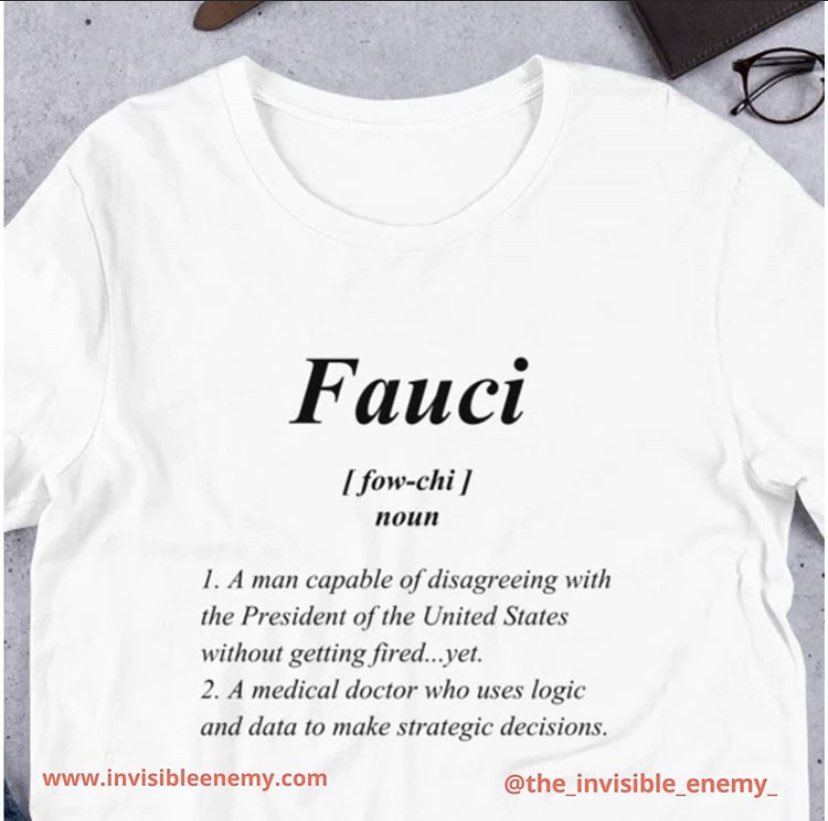 Fauci
[ fow-chi ]
noun
1. A man capable of disagreeing with
the President of the United States
without getting fired...yet.
2. A medical doctor who uses logic
and data to make strategic decisions.
www.invisibleenemy.com
@the_invisible_enemy_